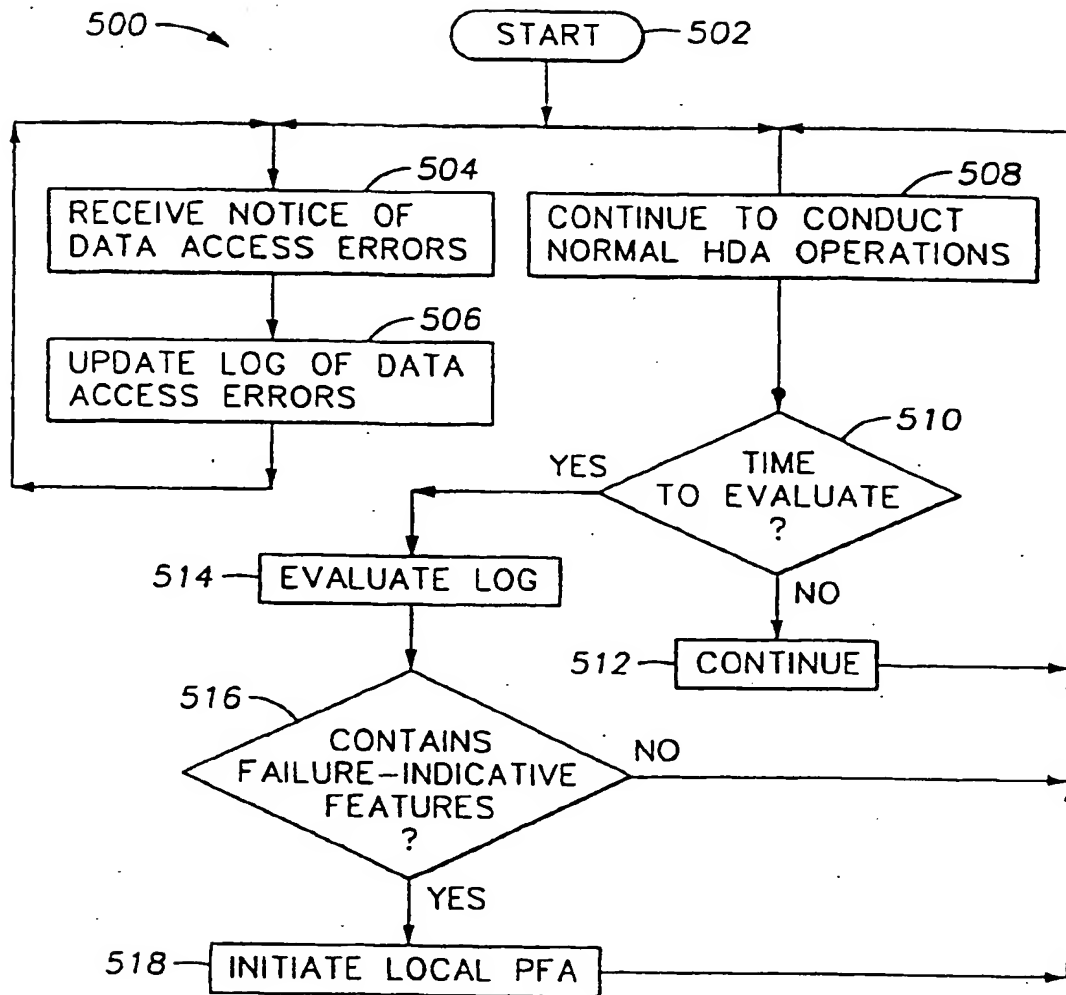 500
START
502
504
RECEIVE NOTICE OF
DATA ACCESS ERRORS
506
UPDATE LOG OF DATA
ACCESS ERRORS
508
CONTINUE TO CONDUCT
NORMAL HDA OPERATIONS
510
TIME
TO EVALUATE
?
YES
NO
512
CONTINUE
514
EVALUATE LOG
516
CONTAINS
FAILURE-INDICATIVE
FEATURES
?
NO
YES
518
INITIATE LOCAL PFA